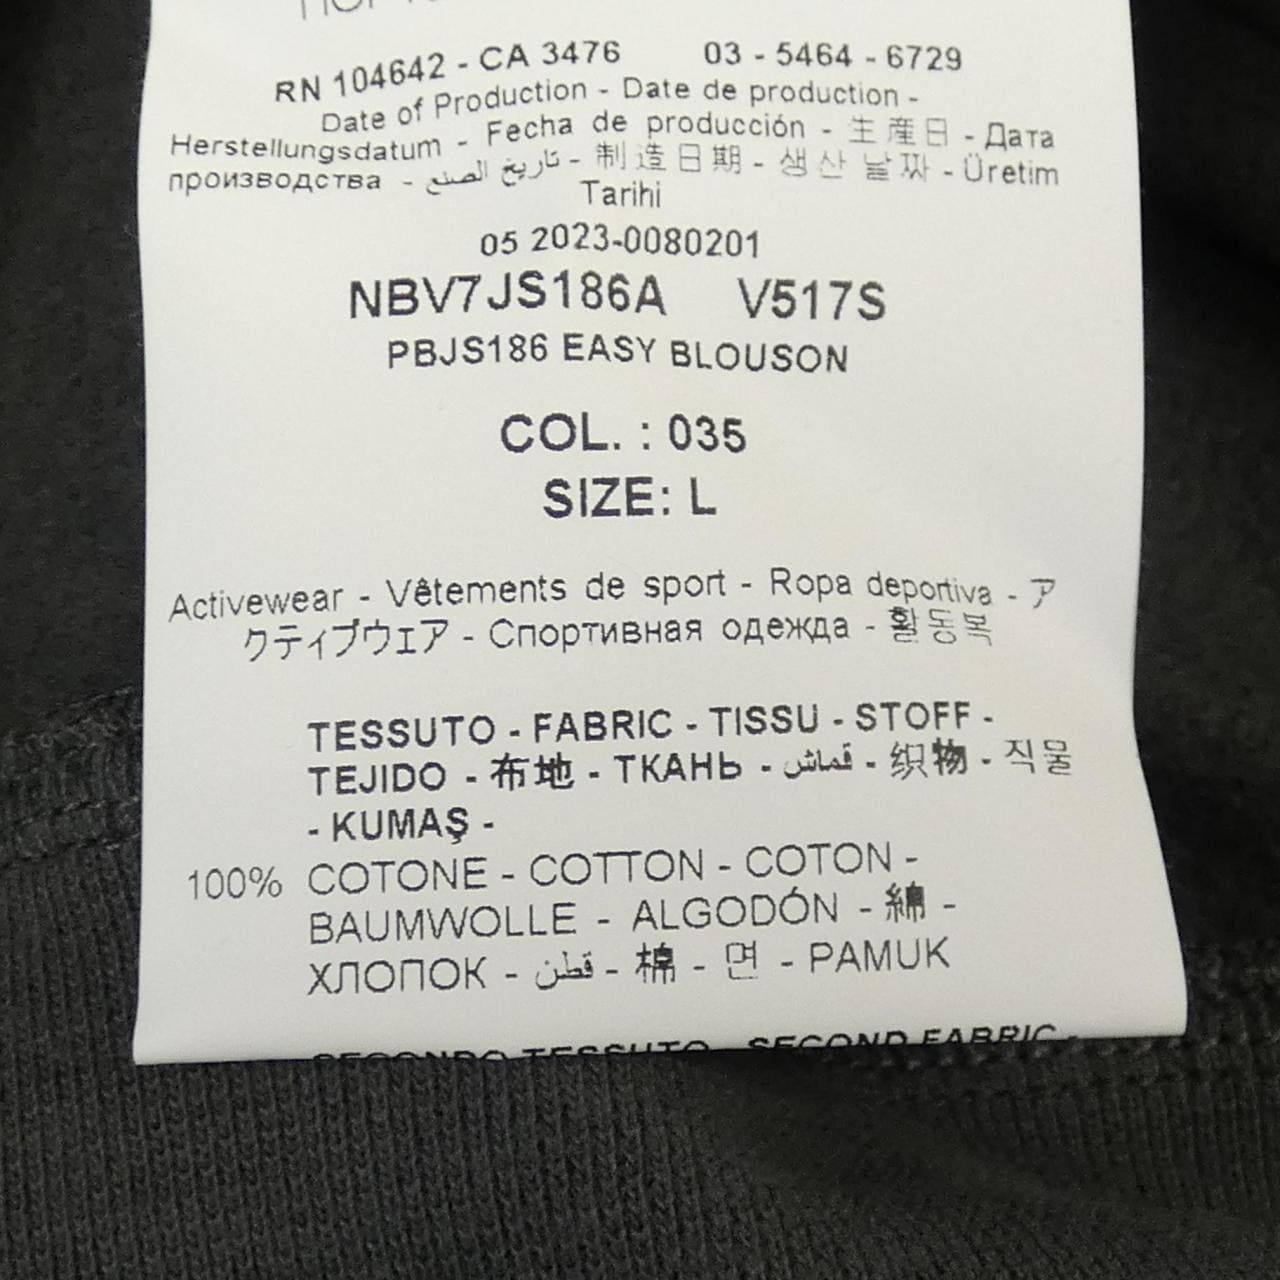 RN 104642 - CA 3476 03 - 5464 - 6729
Date of Production - Date de production -
Herstellungsdatum - Fecha de producción - 生産日 - Дата
производства - تاريخ الصنع - 制造日期 - 생산 날짜 - Üretim
Tarihi
05 2023-0080201
NBV7JS186A V517S
PBJS186 EASY BLOUSON
COL. : 035
SIZE: L
Activewear - Vêtements de sport - Ropa deportiva - ア
クティブウェア - Спортивная одежда - 활동복
TESSUTO - FABRIC - TISSU - STOFF -
TEJIDO - 布地 - ТКАНЬ - قماش - 织物 - 직물
- KUMAŞ -
100% COTONE - COTTON - COTON -
BAUMWOLLE - ALGODÓN - 綿 -
ХЛОПОК - قطن - 棉 - 면 - PAMUK
SECONDO TESSUTO - SECOND FABRIC -